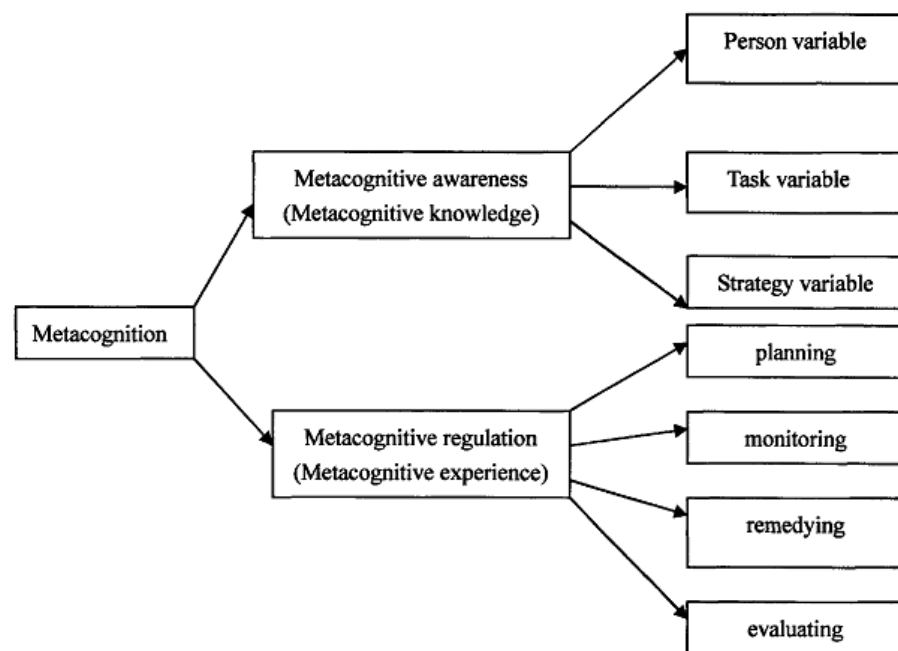 Person variable
Metacognitive awareness
(Metacognitive knowledge)
Task variable
Strategy variable
Metacognition
planning
Metacognitive regulation
(Metacognitive experience)
monitoring
remedying
evaluating